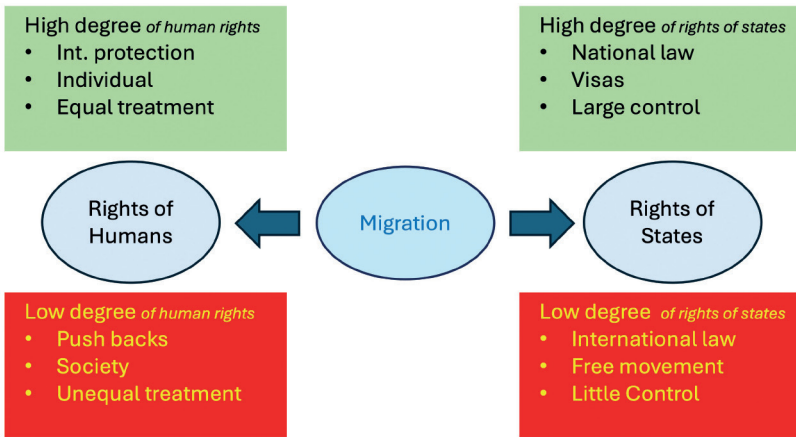 High degree of human rights
• Int. protection
• Individual
• Equal treatment
High degree of rights of states
• National law
• Visas
• Large control
Rights of
Humans
Migration
Rights of
States
Low degree of human rights
• Push backs
• Society
• Unequal treatment
Low degree of rights of states
• International law
• Free movement
• Little Control